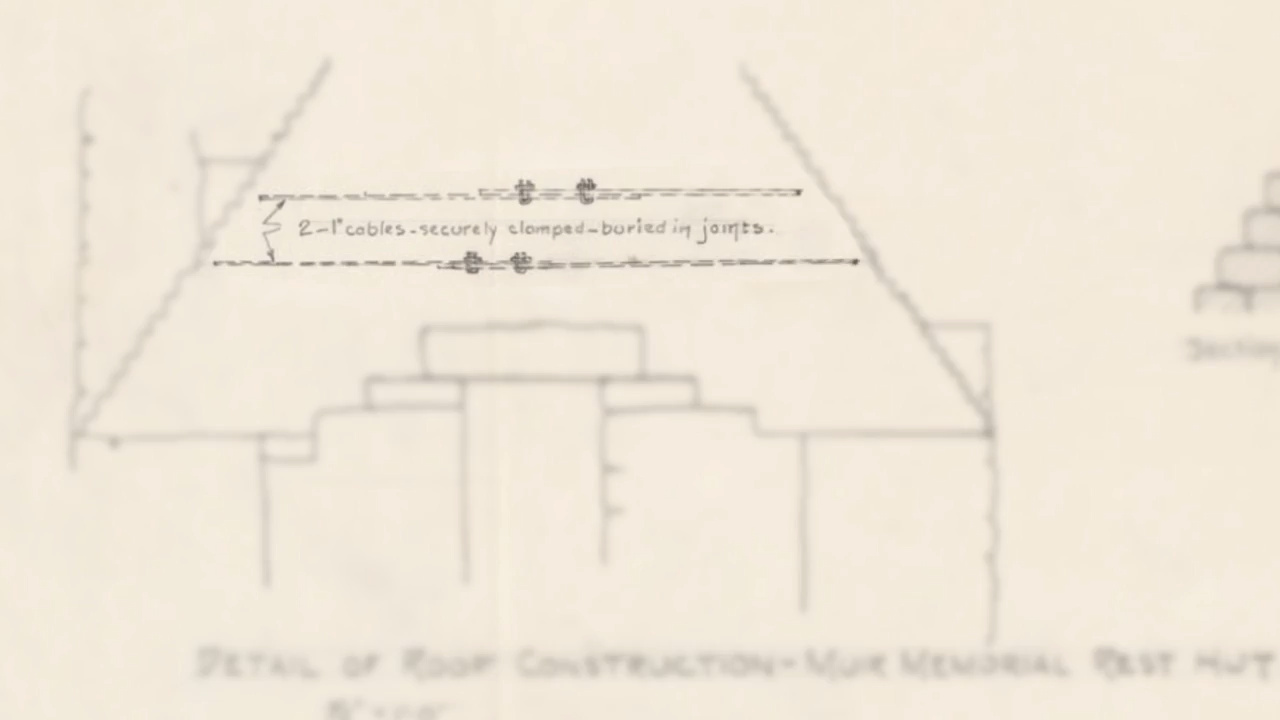 2-1" cables-securely clamped-buried in joints.
DETAIL OF ROOF CONSTRUCTION-MUIR MEMORIAL REST HUT